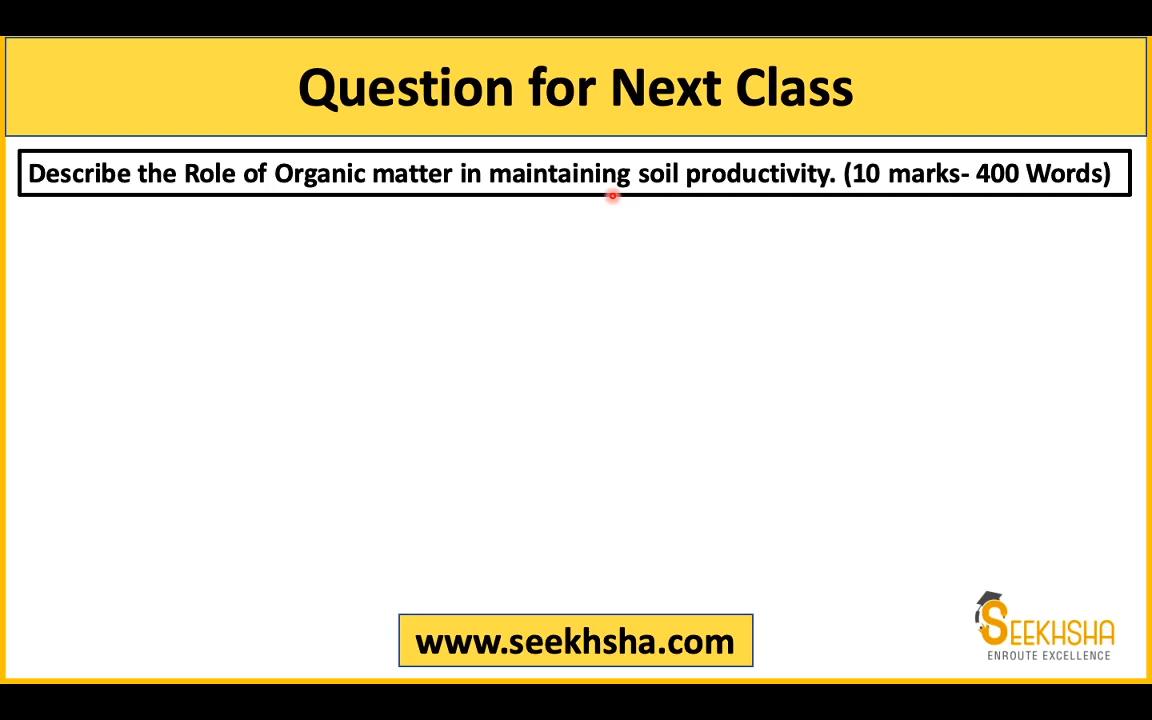 Question for Next Class
Describe the Role of Organic matter in maintaining soil productivity. (10 marks- 400 Words)
www.seekhsha.com
SEEKHSHA
ENROUTE EXCELLENCE